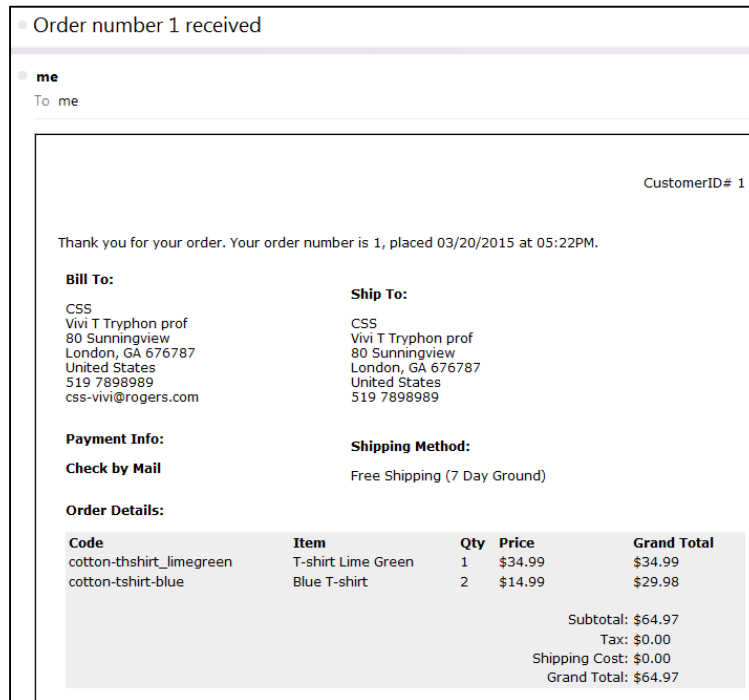 Order number 1 received
me
To me
CustomerID# 1
Thank you for your order. Your order number is 1, placed 03/20/2015 at 05:22PM.
Bill To:
CSS
Vivi T Tryphon prof
80 Sunningview
London, GA 676787
United States
519 7898989
css-vivi@rogers.com
Ship To:
CSS
Vivi T Tryphon prof
80 Sunningview
London, GA 676787
United States
519 7898989
Payment Info:
Check by Mail
Shipping Method:
Free Shipping (7 Day Ground)
Order Details:
Code Item Qty Price Grand Total
cotton-thshirt_limegreen T-shirt Lime Green 1 $34.99 $34.99
cotton-tshirt-blue Blue T-shirt 2 $14.99 $29.98
Subtotal: $64.97
Tax: $0.00
Shipping Cost: $0.00
Grand Total: $64.97